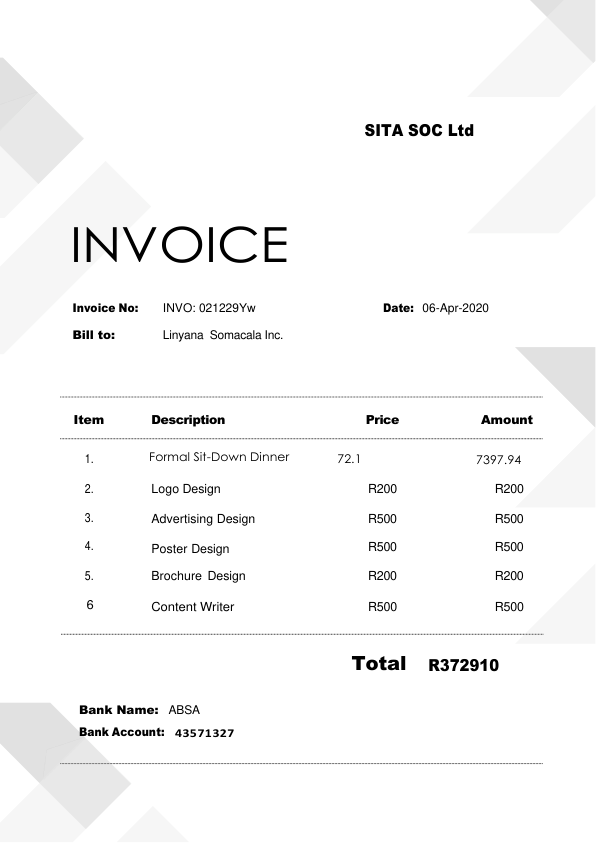 SITA SOC Ltd
INVOICE
Invoice No: INVO: 021229Yw Date: 06-Apr-2020
Bill to: Linyana Somacala Inc.
Item Description Price Amount
1. Formal Sit-Down Dinner 72.1 7397.94
2. Logo Design R200 R200
3. Advertising Design R500 R500
4. Poster Design R500 R500
5. Brochure Design R200 R200
6 Content Writer R500 R500
Total R372910
Bank Name: ABSA
Bank Account: 43571327